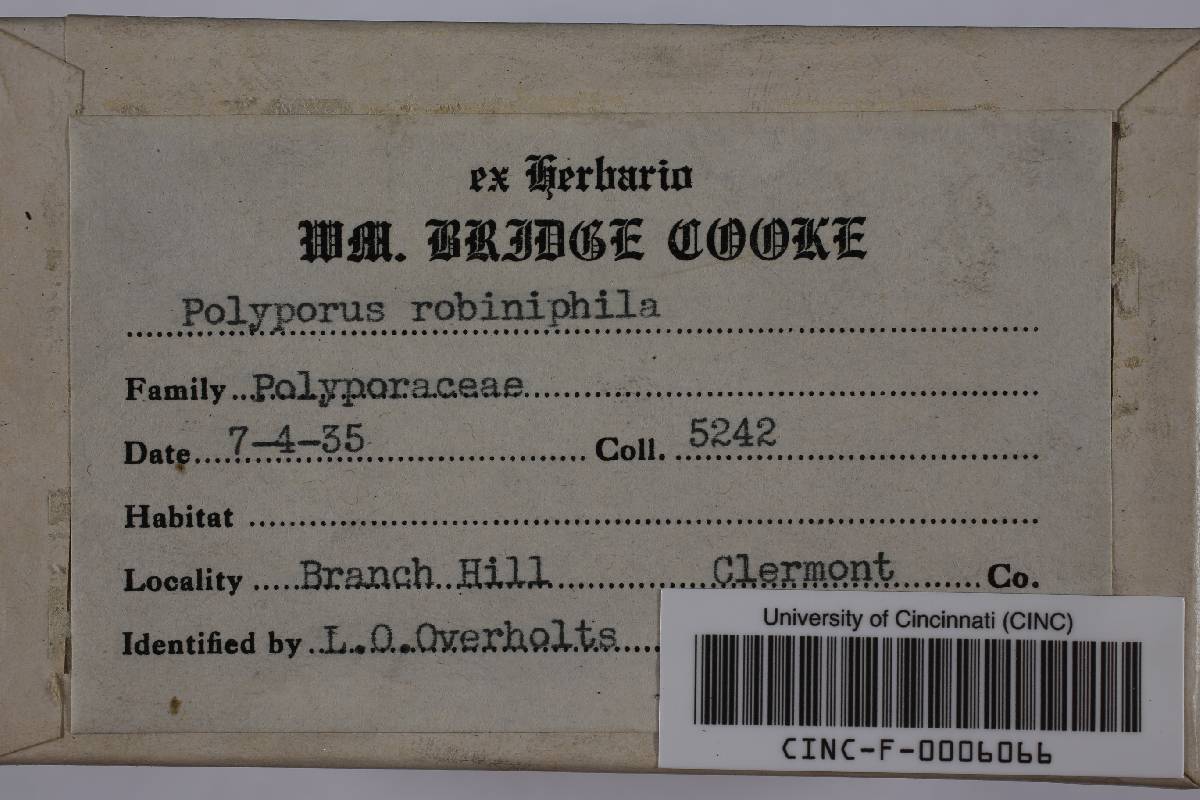 ex Herbario
WM. BRIDGE COOKE
Polyporus robiniphila
Family Polyporaceae
Date 7-4-35 Coll. 5242
Habitat
Locality Branch Hill Clermont Co.
Identified by L.O.Overholts
University of Cincinnati (CINC)
CINC-F-0006066